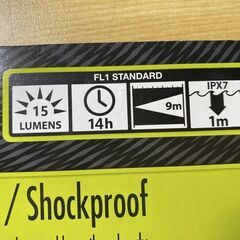 FL1 STANDARD
15 LUMENS
14h
9m
IPX7
1m
/ Shockproof